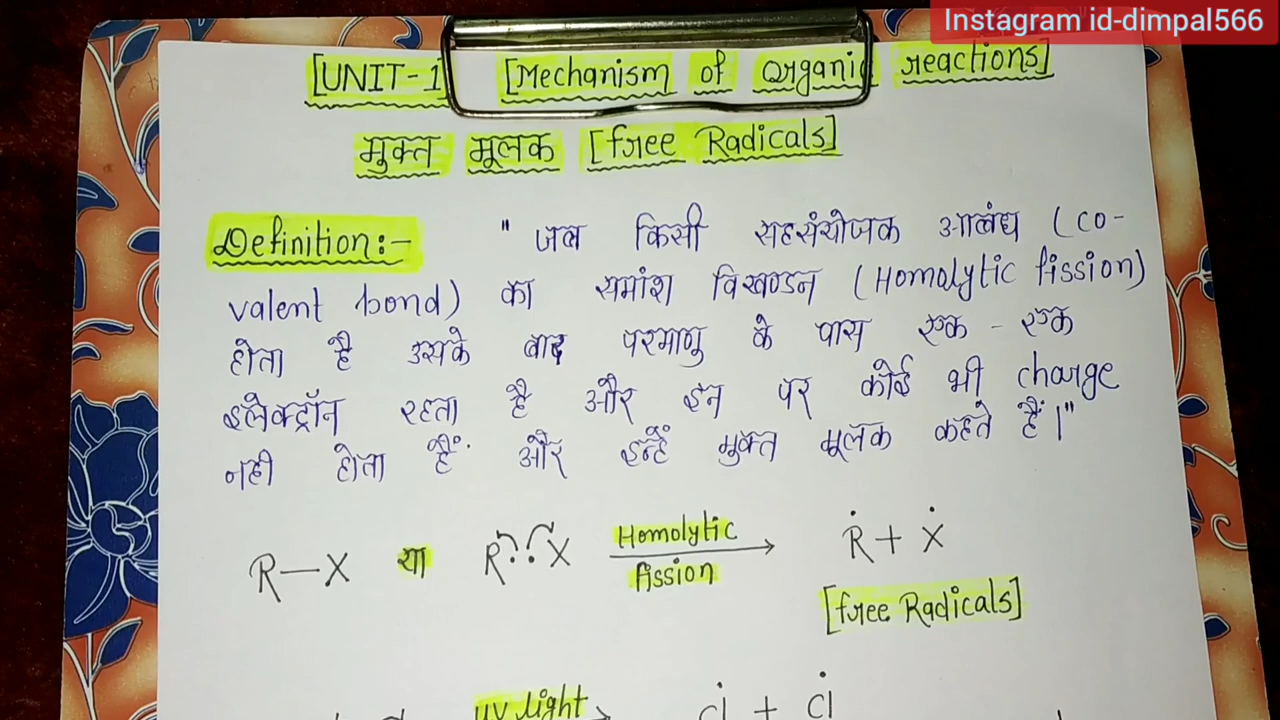 Instagram id-dimpal566
[UNIT-1 [Mechanism of Organic reactions]
मुक्त मूलक [free Radicals]
Definition:- " जब किसी सहसंयोजक आबंध (co-
valent bond) का समांश विखण्डन (Homolytic fission)
होता है उसके बाद परमाणु के पास एक - एक
इलेक्ट्रॉन रहता है और इन पर कोई भी charge
नही होता हैं. और इन्हें मुक्त मूलक कहते हैं।"
R—X या R : X Homolytic fission → Ṙ + Ẋ
[free Radicals]
UV light → Ċl + Ċl